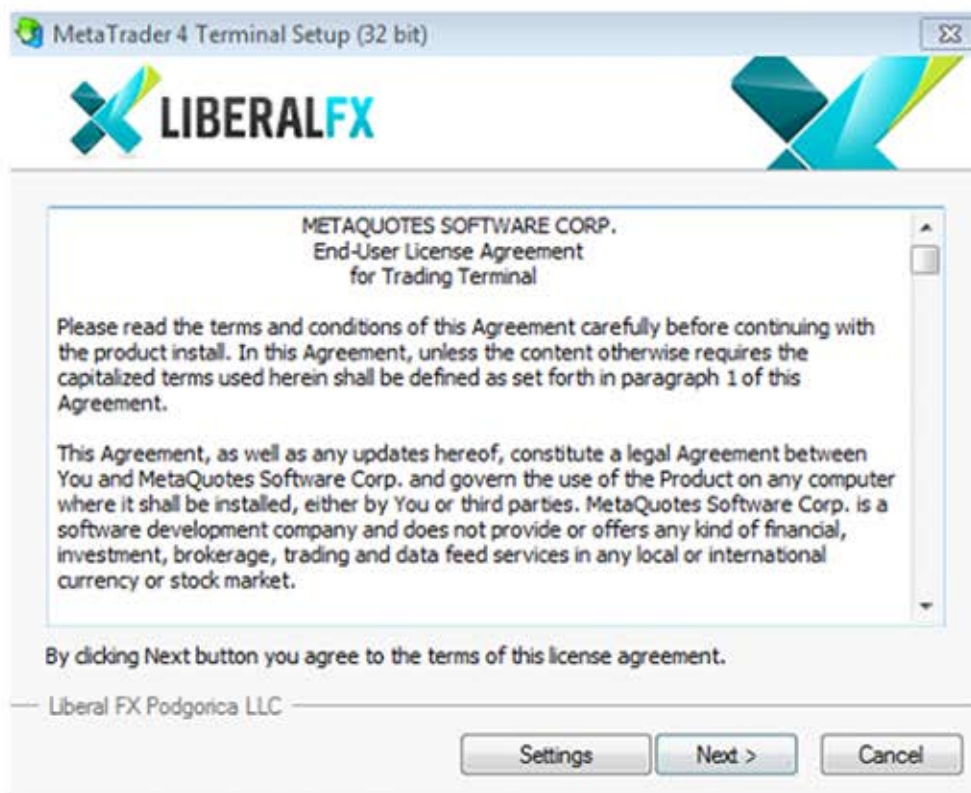 MetaTrader 4 Terminal Setup (32 bit)
LIBERALFX
METAQUOTES SOFTWARE CORP.
End-User License Agreement
for Trading Terminal
Please read the terms and conditions of this Agreement carefully before continuing with
the product install. In this Agreement, unless the content otherwise requires the
capitalized terms used herein shall be defined as set forth in paragraph 1 of this
Agreement.
This Agreement, as well as any updates hereof, constitute a legal Agreement between
You and MetaQuotes Software Corp. and govern the use of the Product on any computer
where it shall be installed, either by You or third parties. MetaQuotes Software Corp. is a
software development company and does not provide or offers any kind of financial,
investment, brokerage, trading and data feed services in any local or international
currency or stock market.
By clicking Next button you agree to the terms of this license agreement.
Liberal FX Podgorica LLC
Settings Next > Cancel